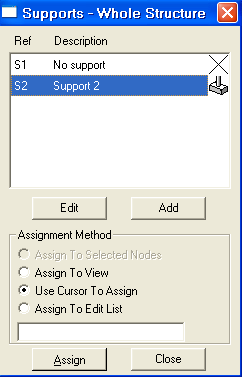 Supports - Whole Structure
Ref Description
S1 No support
S2 Support 2
Edit Add
Assignment Method
Assign To Selected Nodes
Assign To View
Use Cursor To Assign
Assign To Edit List
Assign Close